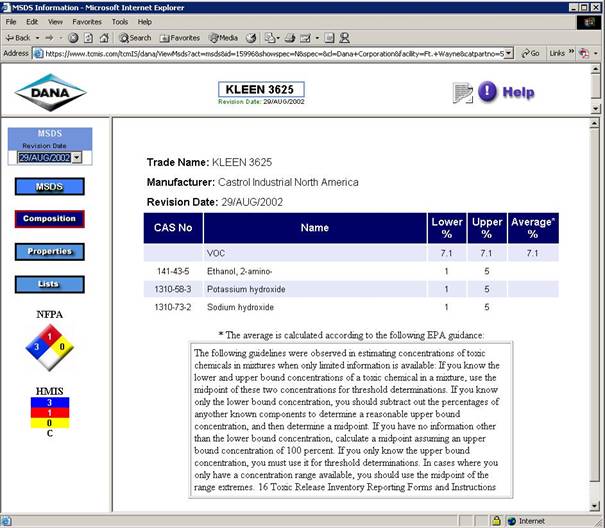 MSDS Information - Microsoft Internet Explorer
File Edit View Favorites Tools Help
Back Search Favorites Media
Address https://www.tcmis.com/tcmIS/dana/ViewMsds?act=msds&id=15996&showspec=N&spec=&cl=Dana+Corporation&facility=Ft.+Wayne&catpartno=5 Go Links »
DANA
KLEEN 3625
Revision Date: 29/AUG/2002
Help
MSDS
Revision Date
29/AUG/2002
MSDS
Composition
Properties
Lists
NFPA
1
3 0
HMIS
3
1
0
C
Trade Name: KLEEN 3625
Manufacturer: Castrol Industrial North America
Revision Date: 29/AUG/2002
CAS No Name Lower % Upper % Average* %
VOC 7.1 7.1 7.1
141-43-5 Ethanol, 2-amino- 1 5
1310-58-3 Potassium hydroxide 1 5
1310-73-2 Sodium hydroxide 1 5
* The average is calculated according to the following EPA guidance:
The following guidelines were observed in estimating concentrations of toxic
chemicals in mixtures when only limited information is available: If you know the
lower and upper bound concentrations of a toxic chemical in a mixture, use the
midpoint of these two concentrations for threshold determinations. If you know
only the lower bound concentration, you should subtract out the percentages of
anyother known components to determine a reasonable upper bound
concentration, and then determine a midpoint. If you have no information other
than the lower bound concentration, calculate a midpoint assuming an upper
bound concentration of 100 percent. If you only know the upper bound
concentration, you must use it for threshold determinations. In cases where you
only have a concentration range available, you should use the midpoint of the
range extremes. 16 Toxic Release Inventory Reporting Forms and Instructions
Internet